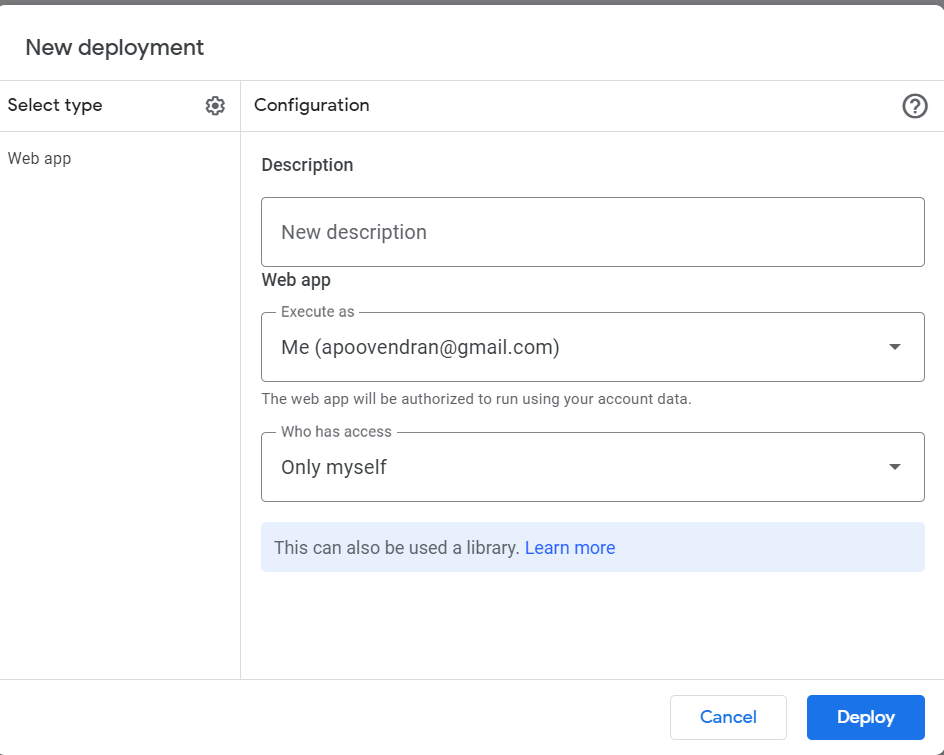 New deployment
Select type
Configuration
Web app
Description
New description
Web app
Execute as
Me (apoovendran@gmail.com)
The web app will be authorized to run using your account data.
Who has access
Only myself
This can also be used a library. Learn more
Cancel
Deploy